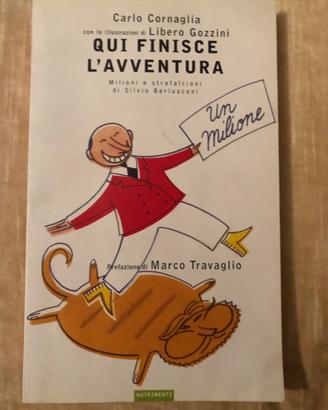 Carlo Cornaglia
con le illustrazioni di Libero Gozzini
QUI FINISCE
L'AVVENTURA
Milioni e strafalcioni
di Silvio Berlusconi
Un
Milione
Prefazione di Marco Travaglio
NUTRIMENTI